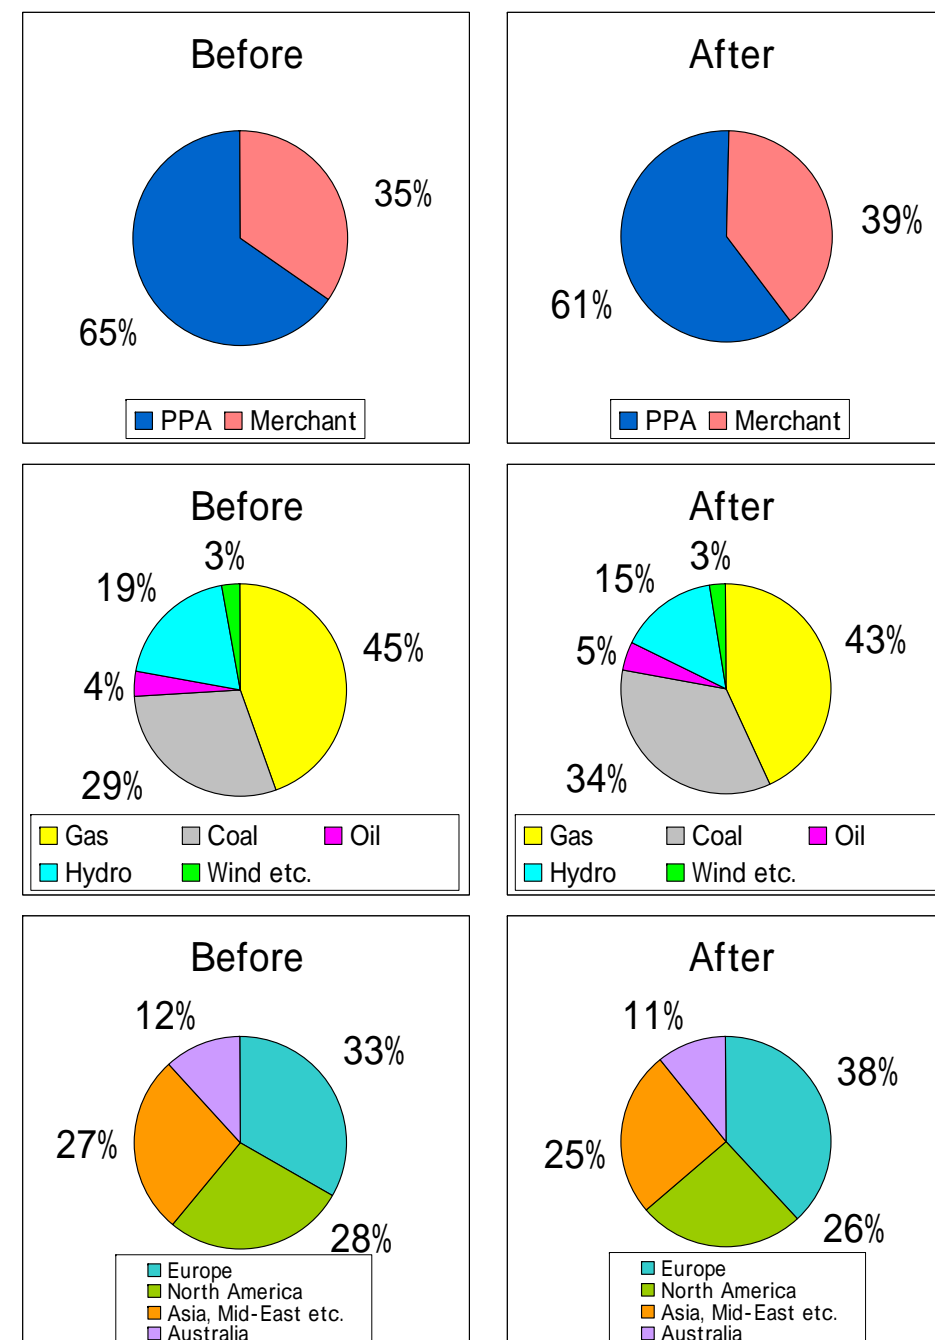 Before
35%
65%
PPA Merchant
After
39%
61%
PPA Merchant
Before
3%
19%
45%
4%
29%
Gas Coal Oil
Hydro Wind etc.
After
3%
15%
43%
5%
34%
Gas Coal Oil
Hydro Wind etc.
Before
12%
33%
27%
28%
Europe
North America
Asia, Mid-East etc.
Australia
After
11%
38%
25%
26%
Europe
North America
Asia, Mid-East etc.
Australia